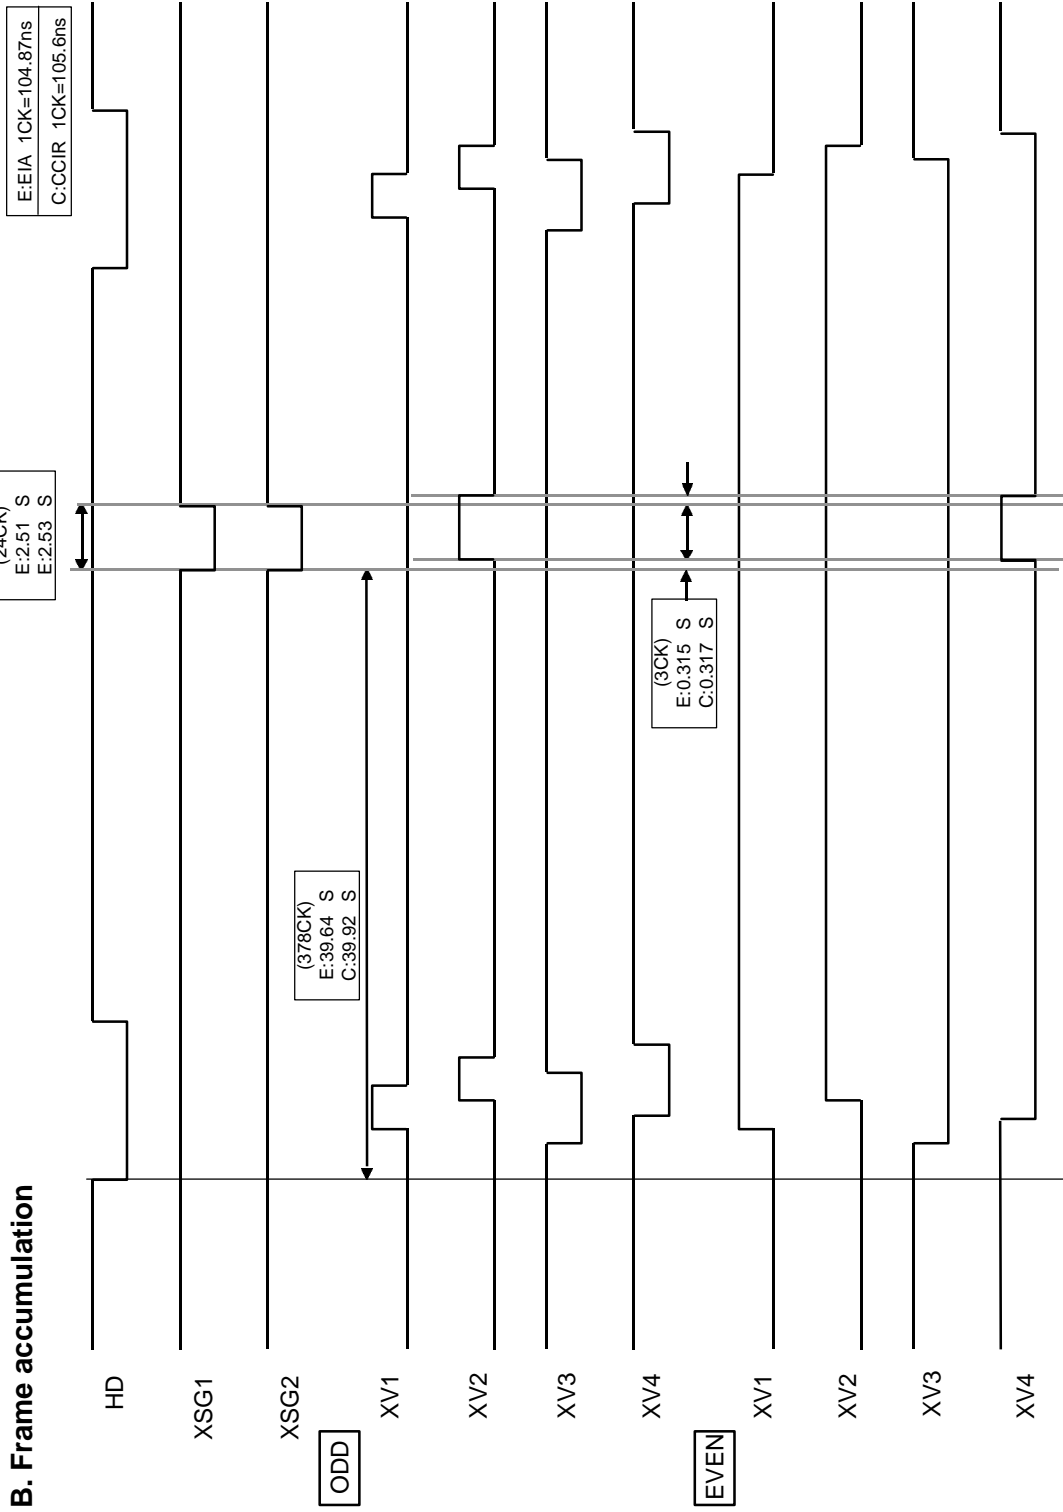 B. Frame accumulation
E:EIA 1CK=104.87ns
C:CCIR 1CK=105.6ns
(24CK)
E:2.51 S
E:2.53 S
HD
XSG1
XSG2
(378CK)
E:39.64 S
C:39.92 S
ODD
XV1
XV2
XV3
XV4
(3CK)
E:0.315 S
C:0.317 S
EVEN
XV1
XV2
XV3
XV4